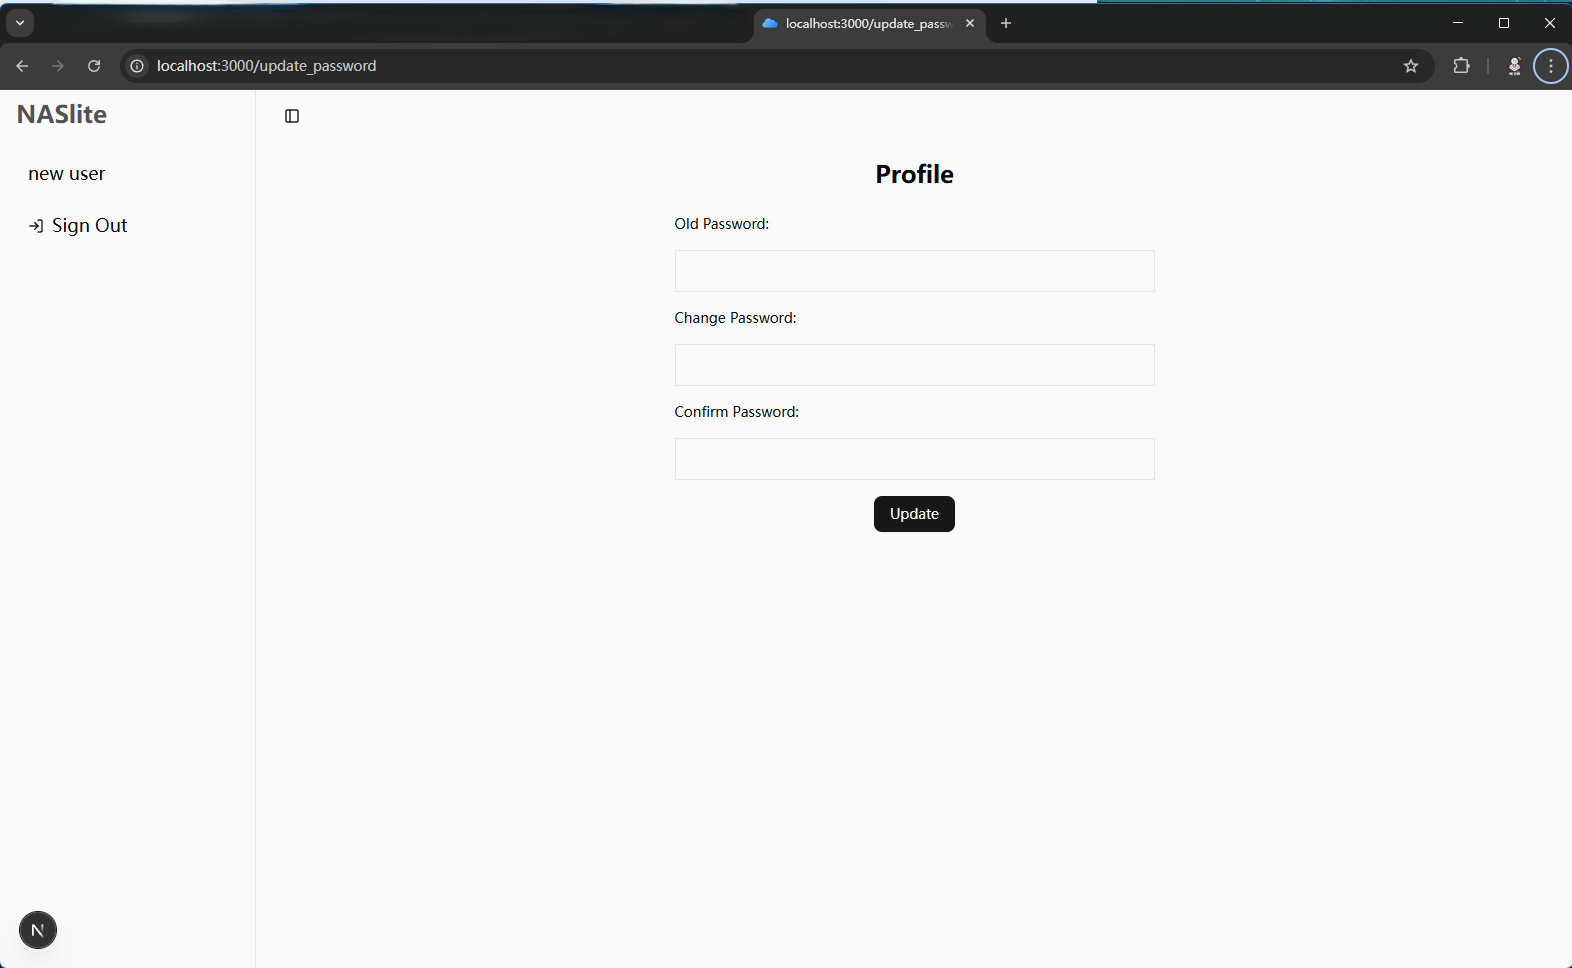 localhost:3000/update_passw
localhost:3000/update_password
NASlite
new user
Sign Out
Profile
Old Password:
Change Password:
Confirm Password:
Update
N